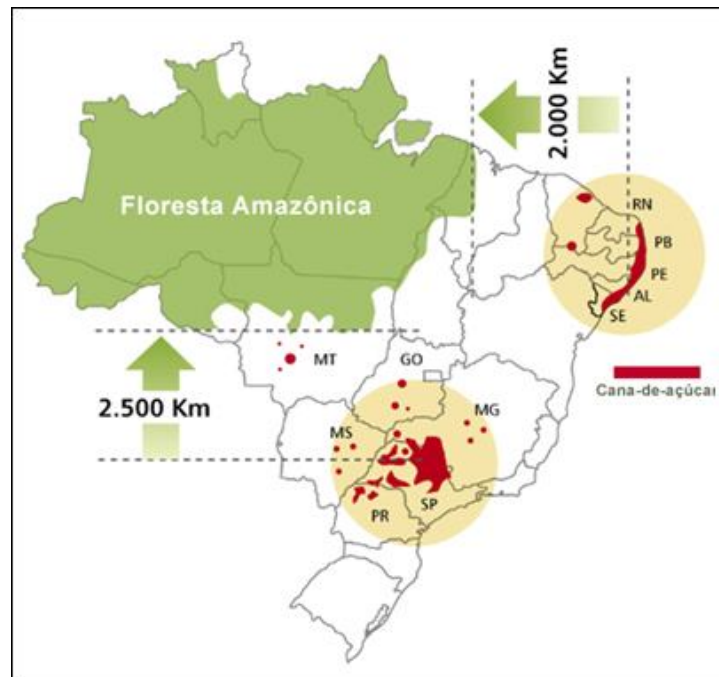 2.000 Km
Floresta Amazônica
RN
PB
PE
AL
SE
MT
GO
Cana-de-açúcar
2.500 Km
MS
MG
SP
PR